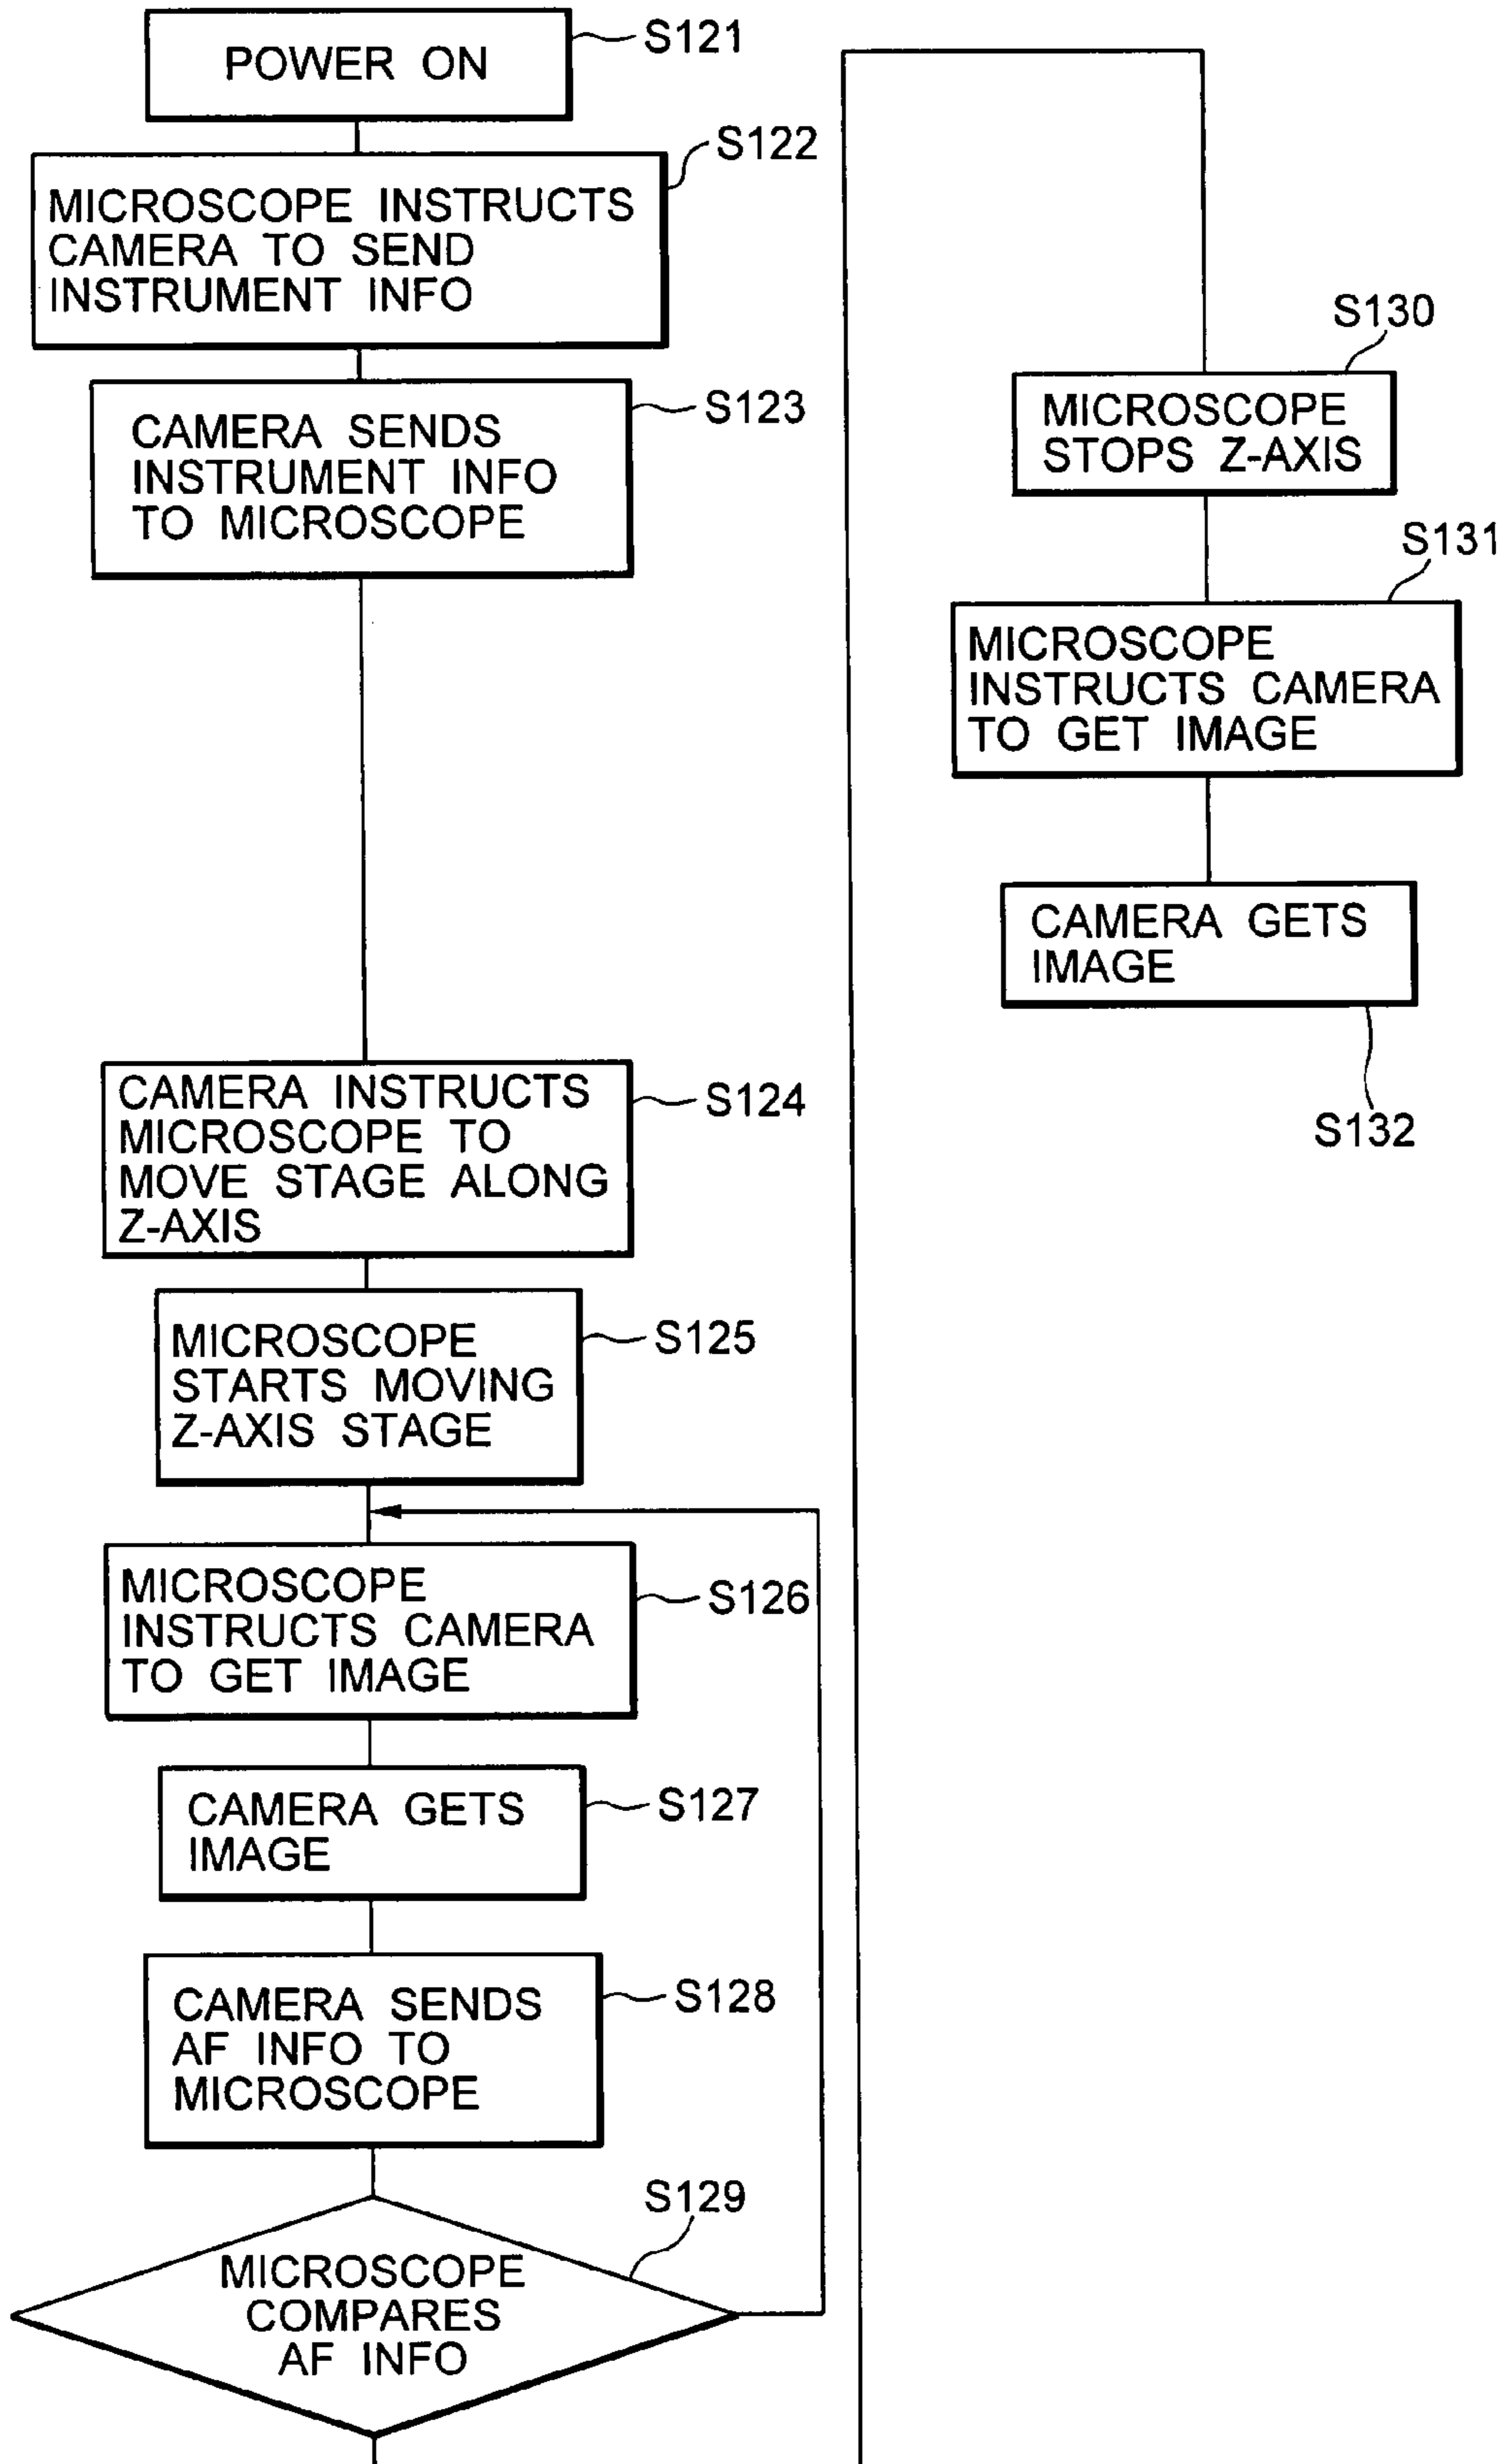 POWER ON
S121
MICROSCOPE INSTRUCTS
CAMERA TO SEND
INSTRUMENT INFO
S122
CAMERA SENDS
INSTRUMENT INFO
TO MICROSCOPE
S123
CAMERA INSTRUCTS
MICROSCOPE TO
MOVE STAGE ALONG
Z-AXIS
S124
MICROSCOPE
STARTS MOVING
Z-AXIS STAGE
S125
MICROSCOPE
INSTRUCTS CAMERA
TO GET IMAGE
S126
CAMERA GETS
IMAGE
S127
CAMERA SENDS
AF INFO TO
MICROSCOPE
S128
MICROSCOPE
COMPARES
AF INFO
S129
S130
MICROSCOPE
STOPS Z-AXIS
S131
MICROSCOPE
INSTRUCTS CAMERA
TO GET IMAGE
CAMERA GETS
IMAGE
S132